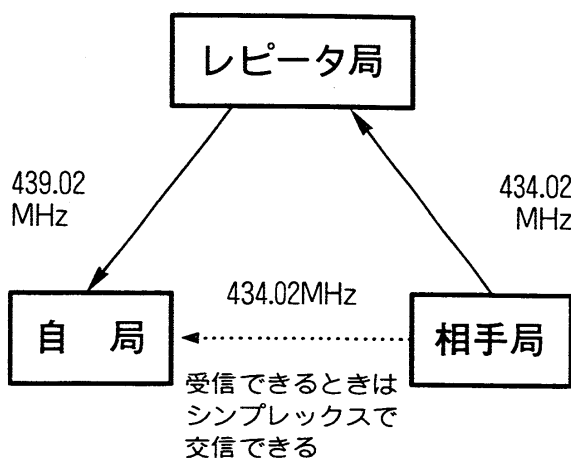 レピータ局
439.02
MHz
434.02
MHz
434.02MHz
自 局
相手局
受信できるときは
シンプレックスで
交信できる